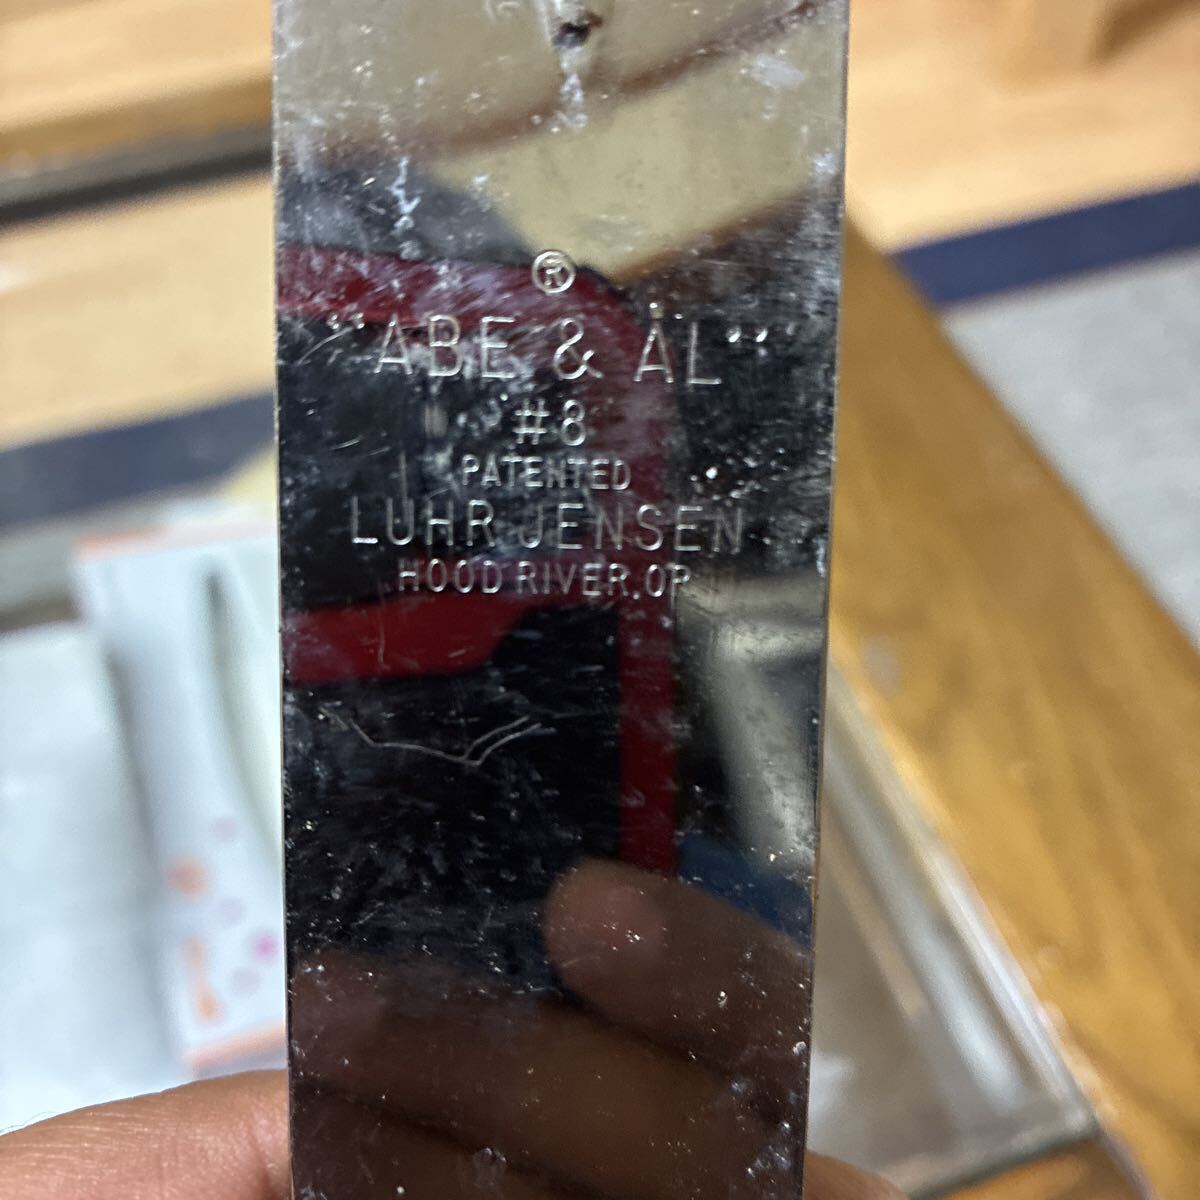 ®
"ABE & AL"
#8
PATENTED
LUHR JENSEN
HOOD RIVER, OR